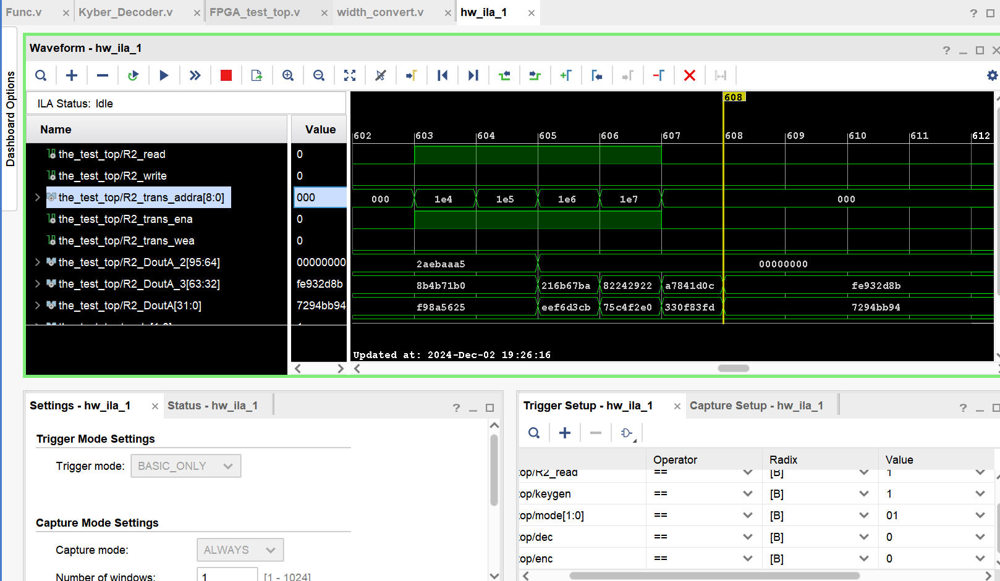 Func.v
Kyber_Decoder.v
FPGA_test_top.v
width_convert.v
hw_ila_1
Dashboard Options
Waveform - hw_ila_1
ILA Status: Idle
Name Value
608
602 603 604 605 606 607 608 609 610 611 612
the_test_top/R2_read 0
the_test_top/R2_write 0
the_test_top/R2_trans_addra[8:0] 000 000 1e4 1e5 1e6 1e7 000
the_test_top/R2_trans_ena 0
the_test_top/R2_trans_wea 0
the_test_top/R2_DoutA_2[95:64] 00000000 2aebaaa5 00000000
the_test_top/R2_DoutA_3[63:32] fe932d8b 8b4b71b0 216b67ba 82242922 a7841d0c fe932d8b
the_test_top/R2_DoutA[31:0] 7294bb94 f98a5625 eef6d3cb 75c4f2e0 330f83fd 7294bb94
Updated at: 2024-Dec-02 19:26:16
Settings - hw_ila_1
Status - hw_ila_1
Trigger Mode Settings
Trigger mode: BASIC_ONLY
Capture Mode Settings
Capture mode: ALWAYS
Number of windows: 1 [1 - 1024]
Trigger Setup - hw_ila_1
Capture Setup - hw_ila_1
Operator Radix Value
op/R2_read == [B] 1
op/keygen == [B] 1
op/mode[1:0] == [B] 01
op/dec == [B] 0
op/enc == [B] 0